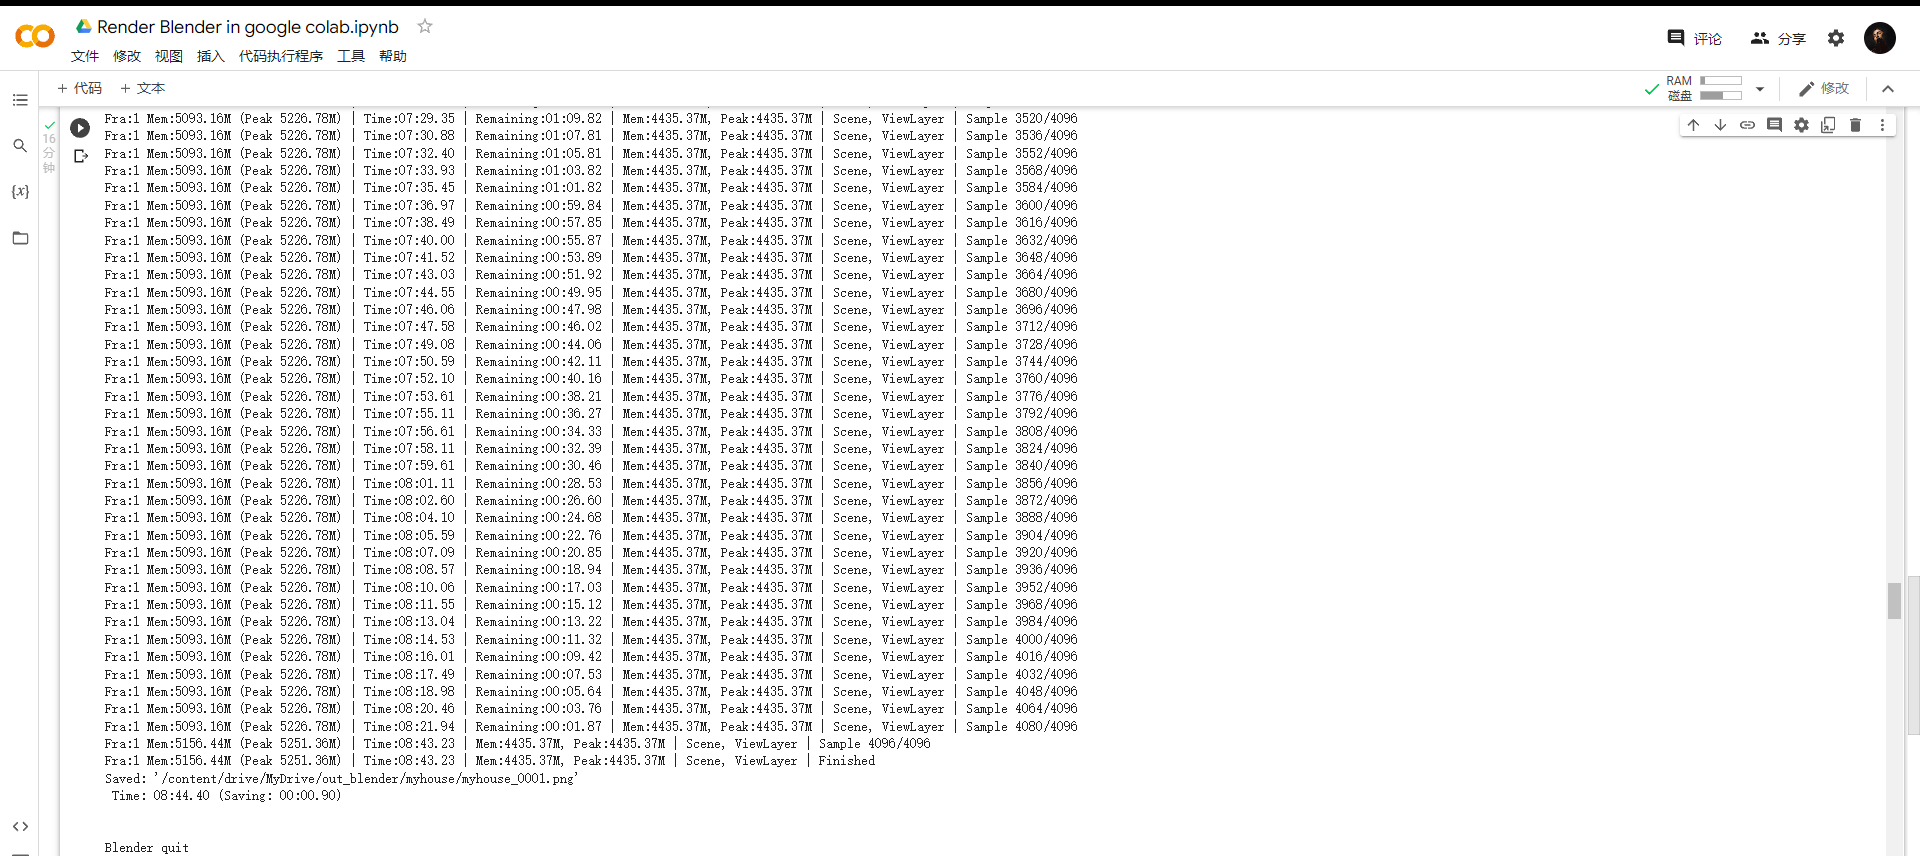 Render Blender in google colab.ipynb
文件 修改 视图 插入 代码执行程序 工具 帮助
评论 分享
+ 代码 + 文本
RAM
磁盘
修改
16
分
钟
{x}
Fra:1 Mem:5093.16M (Peak 5226.78M) | Time:07:29.35 | Remaining:01:09.82 | Mem:4435.37M, Peak:4435.37M | Scene, ViewLayer | Sample 3520/4096
Fra:1 Mem:5093.16M (Peak 5226.78M) | Time:07:30.88 | Remaining:01:07.81 | Mem:4435.37M, Peak:4435.37M | Scene, ViewLayer | Sample 3536/4096
Fra:1 Mem:5093.16M (Peak 5226.78M) | Time:07:32.40 | Remaining:01:05.81 | Mem:4435.37M, Peak:4435.37M | Scene, ViewLayer | Sample 3552/4096
Fra:1 Mem:5093.16M (Peak 5226.78M) | Time:07:33.93 | Remaining:01:03.82 | Mem:4435.37M, Peak:4435.37M | Scene, ViewLayer | Sample 3568/4096
Fra:1 Mem:5093.16M (Peak 5226.78M) | Time:07:35.45 | Remaining:01:01.82 | Mem:4435.37M, Peak:4435.37M | Scene, ViewLayer | Sample 3584/4096
Fra:1 Mem:5093.16M (Peak 5226.78M) | Time:07:36.97 | Remaining:00:59.84 | Mem:4435.37M, Peak:4435.37M | Scene, ViewLayer | Sample 3600/4096
Fra:1 Mem:5093.16M (Peak 5226.78M) | Time:07:38.49 | Remaining:00:57.85 | Mem:4435.37M, Peak:4435.37M | Scene, ViewLayer | Sample 3616/4096
Fra:1 Mem:5093.16M (Peak 5226.78M) | Time:07:40.00 | Remaining:00:55.87 | Mem:4435.37M, Peak:4435.37M | Scene, ViewLayer | Sample 3632/4096
Fra:1 Mem:5093.16M (Peak 5226.78M) | Time:07:41.52 | Remaining:00:53.89 | Mem:4435.37M, Peak:4435.37M | Scene, ViewLayer | Sample 3648/4096
Fra:1 Mem:5093.16M (Peak 5226.78M) | Time:07:43.03 | Remaining:00:51.92 | Mem:4435.37M, Peak:4435.37M | Scene, ViewLayer | Sample 3664/4096
Fra:1 Mem:5093.16M (Peak 5226.78M) | Time:07:44.55 | Remaining:00:49.95 | Mem:4435.37M, Peak:4435.37M | Scene, ViewLayer | Sample 3680/4096
Fra:1 Mem:5093.16M (Peak 5226.78M) | Time:07:46.06 | Remaining:00:47.98 | Mem:4435.37M, Peak:4435.37M | Scene, ViewLayer | Sample 3696/4096
Fra:1 Mem:5093.16M (Peak 5226.78M) | Time:07:47.58 | Remaining:00:46.02 | Mem:4435.37M, Peak:4435.37M | Scene, ViewLayer | Sample 3712/4096
Fra:1 Mem:5093.16M (Peak 5226.78M) | Time:07:49.08 | Remaining:00:44.06 | Mem:4435.37M, Peak:4435.37M | Scene, ViewLayer | Sample 3728/4096
Fra:1 Mem:5093.16M (Peak 5226.78M) | Time:07:50.59 | Remaining:00:42.11 | Mem:4435.37M, Peak:4435.37M | Scene, ViewLayer | Sample 3744/4096
Fra:1 Mem:5093.16M (Peak 5226.78M) | Time:07:52.10 | Remaining:00:40.16 | Mem:4435.37M, Peak:4435.37M | Scene, ViewLayer | Sample 3760/4096
Fra:1 Mem:5093.16M (Peak 5226.78M) | Time:07:53.61 | Remaining:00:38.21 | Mem:4435.37M, Peak:4435.37M | Scene, ViewLayer | Sample 3776/4096
Fra:1 Mem:5093.16M (Peak 5226.78M) | Time:07:55.11 | Remaining:00:36.27 | Mem:4435.37M, Peak:4435.37M | Scene, ViewLayer | Sample 3792/4096
Fra:1 Mem:5093.16M (Peak 5226.78M) | Time:07:56.61 | Remaining:00:34.33 | Mem:4435.37M, Peak:4435.37M | Scene, ViewLayer | Sample 3808/4096
Fra:1 Mem:5093.16M (Peak 5226.78M) | Time:07:58.11 | Remaining:00:32.39 | Mem:4435.37M, Peak:4435.37M | Scene, ViewLayer | Sample 3824/4096
Fra:1 Mem:5093.16M (Peak 5226.78M) | Time:07:59.61 | Remaining:00:30.46 | Mem:4435.37M, Peak:4435.37M | Scene, ViewLayer | Sample 3840/4096
Fra:1 Mem:5093.16M (Peak 5226.78M) | Time:08:01.11 | Remaining:00:28.53 | Mem:4435.37M, Peak:4435.37M | Scene, ViewLayer | Sample 3856/4096
Fra:1 Mem:5093.16M (Peak 5226.78M) | Time:08:02.60 | Remaining:00:26.60 | Mem:4435.37M, Peak:4435.37M | Scene, ViewLayer | Sample 3872/4096
Fra:1 Mem:5093.16M (Peak 5226.78M) | Time:08:04.10 | Remaining:00:24.68 | Mem:4435.37M, Peak:4435.37M | Scene, ViewLayer | Sample 3888/4096
Fra:1 Mem:5093.16M (Peak 5226.78M) | Time:08:05.59 | Remaining:00:22.76 | Mem:4435.37M, Peak:4435.37M | Scene, ViewLayer | Sample 3904/4096
Fra:1 Mem:5093.16M (Peak 5226.78M) | Time:08:07.09 | Remaining:00:20.85 | Mem:4435.37M, Peak:4435.37M | Scene, ViewLayer | Sample 3920/4096
Fra:1 Mem:5093.16M (Peak 5226.78M) | Time:08:08.57 | Remaining:00:18.94 | Mem:4435.37M, Peak:4435.37M | Scene, ViewLayer | Sample 3936/4096
Fra:1 Mem:5093.16M (Peak 5226.78M) | Time:08:10.06 | Remaining:00:17.03 | Mem:4435.37M, Peak:4435.37M | Scene, ViewLayer | Sample 3952/4096
Fra:1 Mem:5093.16M (Peak 5226.78M) | Time:08:11.55 | Remaining:00:15.12 | Mem:4435.37M, Peak:4435.37M | Scene, ViewLayer | Sample 3968/4096
Fra:1 Mem:5093.16M (Peak 5226.78M) | Time:08:13.04 | Remaining:00:13.22 | Mem:4435.37M, Peak:4435.37M | Scene, ViewLayer | Sample 3984/4096
Fra:1 Mem:5093.16M (Peak 5226.78M) | Time:08:14.53 | Remaining:00:11.32 | Mem:4435.37M, Peak:4435.37M | Scene, ViewLayer | Sample 4000/4096
Fra:1 Mem:5093.16M (Peak 5226.78M) | Time:08:16.01 | Remaining:00:09.42 | Mem:4435.37M, Peak:4435.37M | Scene, ViewLayer | Sample 4016/4096
Fra:1 Mem:5093.16M (Peak 5226.78M) | Time:08:17.49 | Remaining:00:07.53 | Mem:4435.37M, Peak:4435.37M | Scene, ViewLayer | Sample 4032/4096
Fra:1 Mem:5093.16M (Peak 5226.78M) | Time:08:18.98 | Remaining:00:05.64 | Mem:4435.37M, Peak:4435.37M | Scene, ViewLayer | Sample 4048/4096
Fra:1 Mem:5093.16M (Peak 5226.78M) | Time:08:20.46 | Remaining:00:03.76 | Mem:4435.37M, Peak:4435.37M | Scene, ViewLayer | Sample 4064/4096
Fra:1 Mem:5093.16M (Peak 5226.78M) | Time:08:21.94 | Remaining:00:01.87 | Mem:4435.37M, Peak:4435.37M | Scene, ViewLayer | Sample 4080/4096
Fra:1 Mem:5156.44M (Peak 5251.36M) | Time:08:43.23 | Mem:4435.37M, Peak:4435.37M | Scene, ViewLayer | Sample 4096/4096
Fra:1 Mem:5156.44M (Peak 5251.36M) | Time:08:43.23 | Mem:4435.37M, Peak:4435.37M | Scene, ViewLayer | Finished
Saved: '/content/drive/MyDrive/out_blender/myhouse/myhouse_0001.png'
Time: 08:44.40 (Saving: 00:00.90)
Blender quit